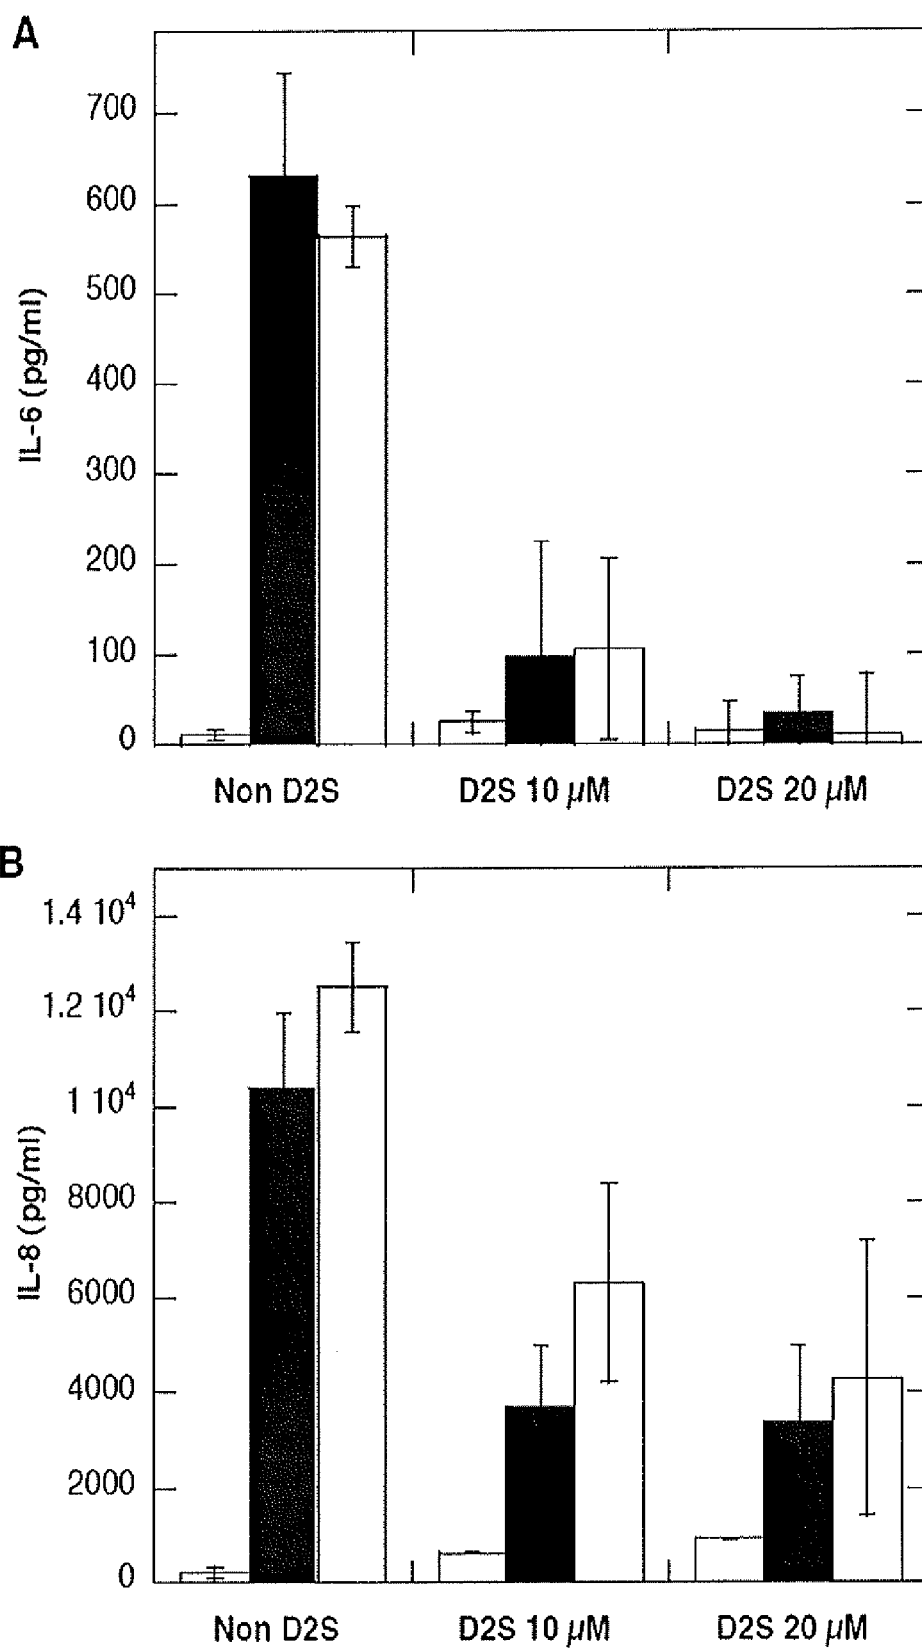 A
700
600
500
400
300
200
100
0
IL-6 (pg/ml)
Non D2S D2S 10 µM D2S 20 µM
B
1.4 10⁴
1.2 10⁴
1 10⁴
8000
6000
4000
2000
0
IL-8 (pg/ml)
Non D2S D2S 10 µM D2S 20 µM